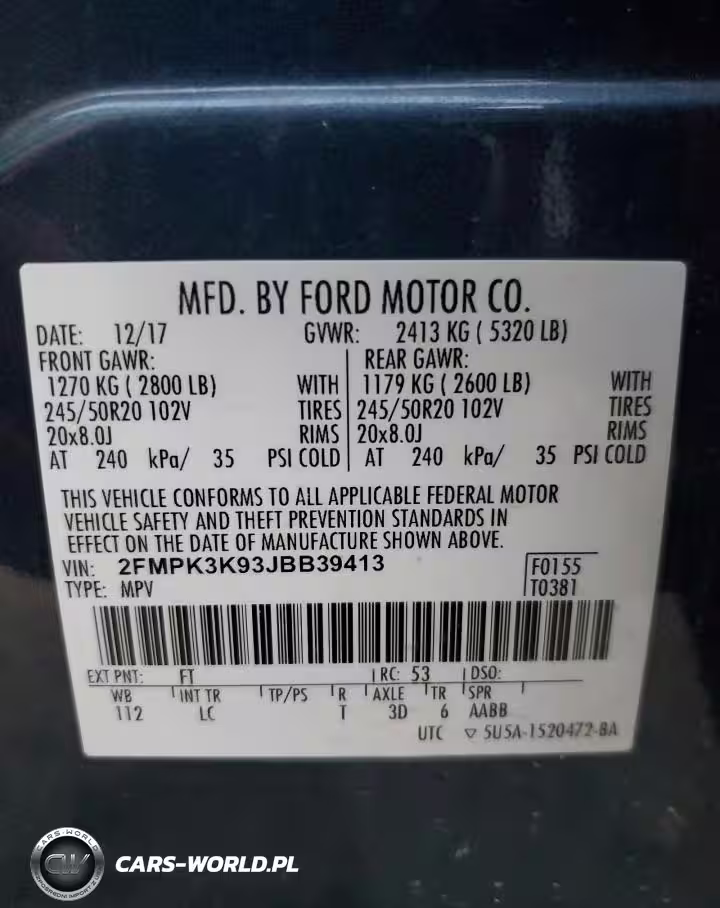 MFD. BY FORD MOTOR CO.
DATE: 12/17 GVWR: 2413 KG ( 5320 LB)
FRONT GAWR: REAR GAWR:
1270 KG ( 2800 LB) WITH 1179 KG ( 2600 LB) WITH
245/50R20 102V TIRES 245/50R20 102V TIRES
20x8.0J RIMS 20x8.0J RIMS
AT 240 kPa/ 35 PSI COLD AT 240 kPa/ 35 PSI COLD
THIS VEHICLE CONFORMS TO ALL APPLICABLE FEDERAL MOTOR
VEHICLE SAFETY AND THEFT PREVENTION STANDARDS IN
EFFECT ON THE DATE OF MANUFACTURE SHOWN ABOVE.
VIN: 2FMPK3K93JBB39413 F0155
TYPE: MPV T0381
EXT PNT: FT RC: 53 DSO:
WB INT TR TP/PS R AXLE TR SPR
112 LC T 3D 6 AABB
UTC ▽ 5U5A-1520472-BA
CARS-WORLD
CW
CARS-WORLD.PL